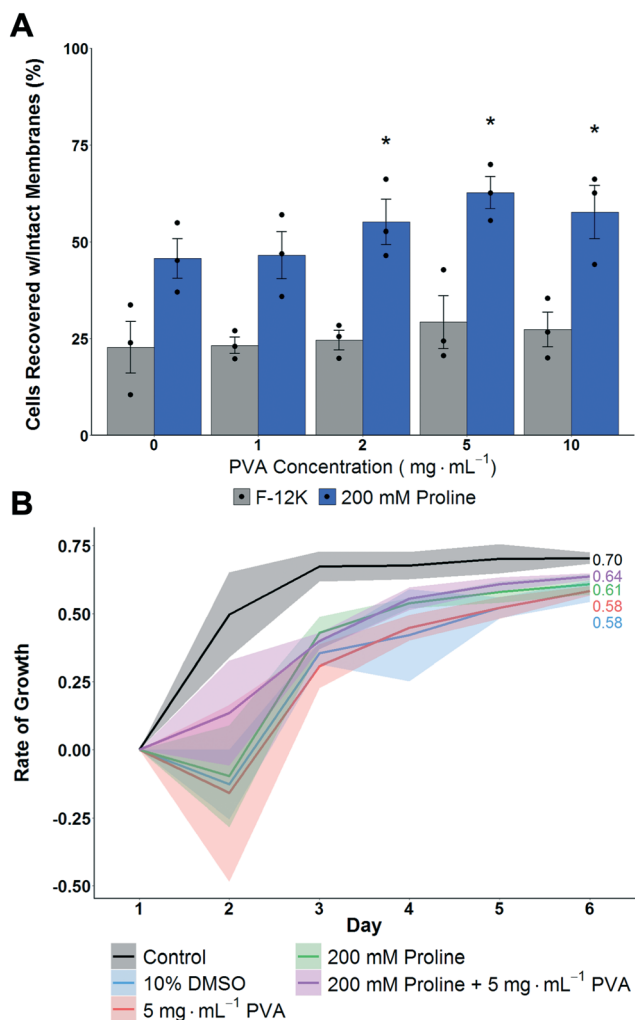 A
Cells Recovered w/Intact Membranes (%)
100
75
50
25
0
* * *
0 1 2 5 10
PVA Concentration ( mg · mL⁻¹)
F-12K 200 mM Proline
B
Rate of Growth
0.75
0.50
0.25
0.00
-0.25
-0.50
0.70
0.64
0.61
0.58
0.58
1 2 3 4 5 6
Day
Control 200 mM Proline
10% DMSO 200 mM Proline + 5 mg · mL⁻¹ PVA
5 mg · mL⁻¹ PVA